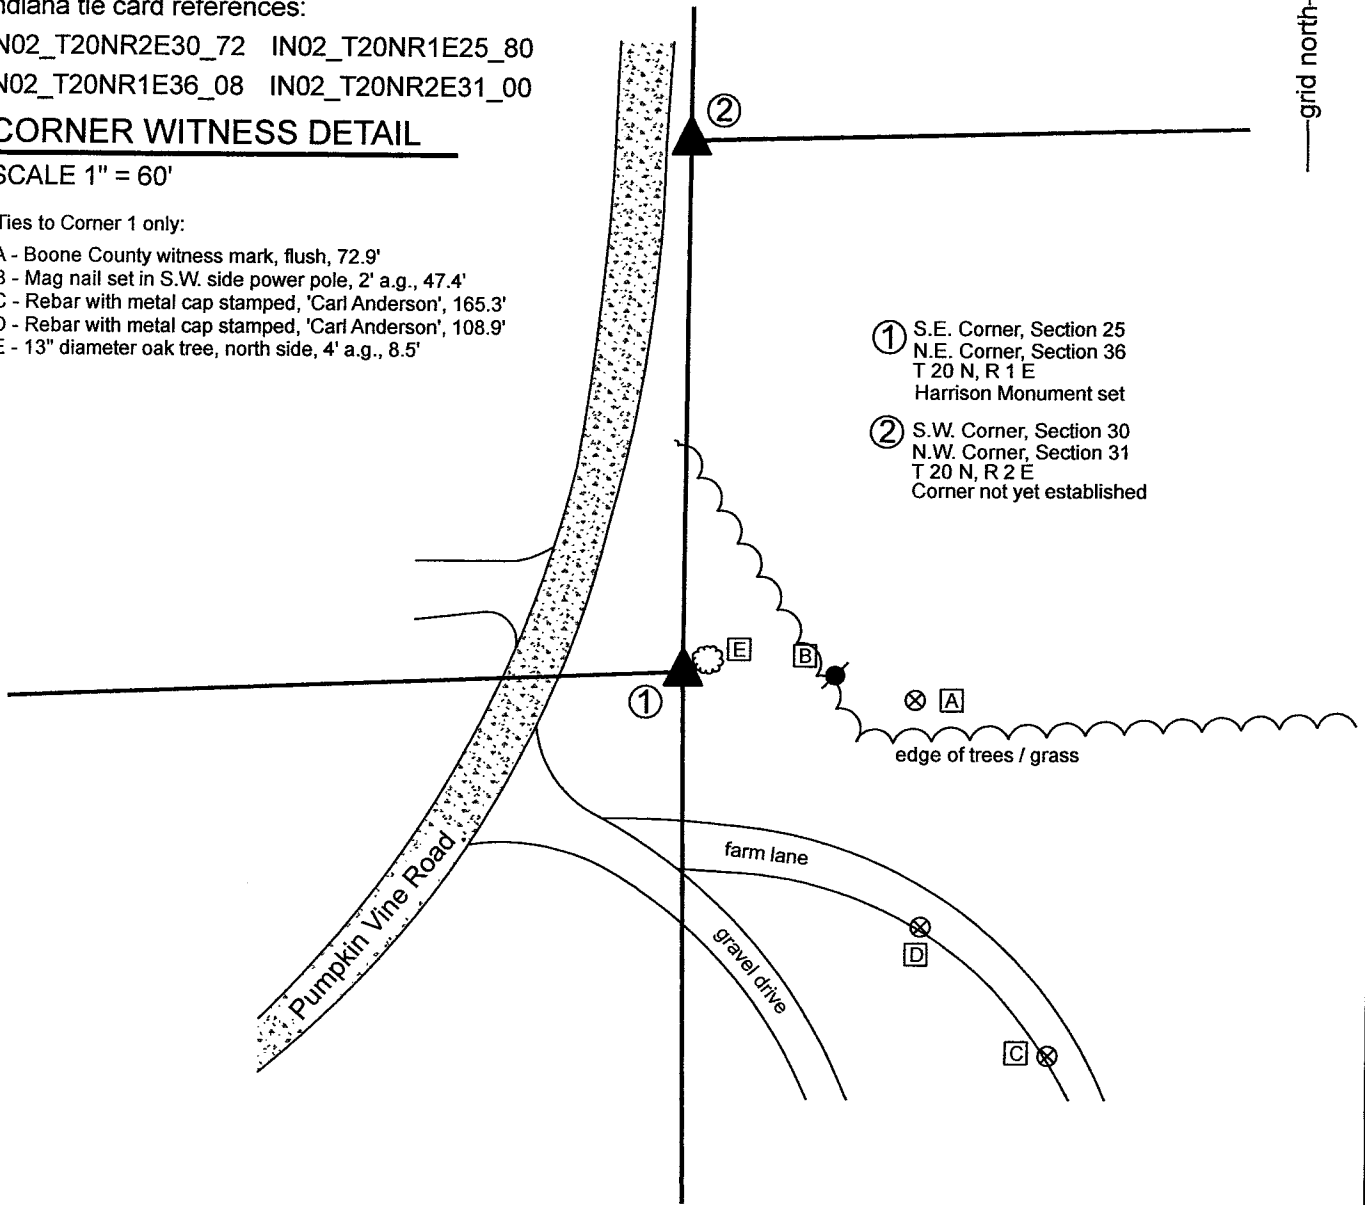 ndiana tie card references:
N02_T20NR2E30_72 IN02_T20NR1E25_80
N02_T20NR1E36_08 IN02_T20NR2E31_00
CORNER WITNESS DETAIL
SCALE 1" = 60'
Ties to Corner 1 only:
A - Boone County witness mark, flush, 72.9'
B - Mag nail set in S.W. side power pole, 2' a.g., 47.4'
C - Rebar with metal cap stamped, 'Carl Anderson', 165.3'
D - Rebar with metal cap stamped, 'Carl Anderson', 108.9'
E - 13" diameter oak tree, north side, 4' a.g., 8.5'
2
grid north
1 S.E. Corner, Section 25
N.E. Corner, Section 36
T 20 N, R 1 E
Harrison Monument set
2 S.W. Corner, Section 30
N.W. Corner, Section 31
T 20 N, R 2 E
Corner not yet established
E
B
1
A
edge of trees / grass
farm lane
Pumpkin Vine Road
gravel drive
D
C